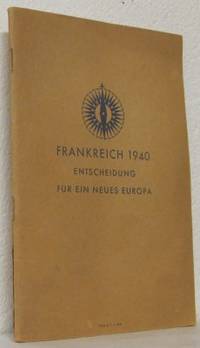 FRANKREICH 1940
ENTSCHEIDUNG
FÜR EIN NEUES EUROPA